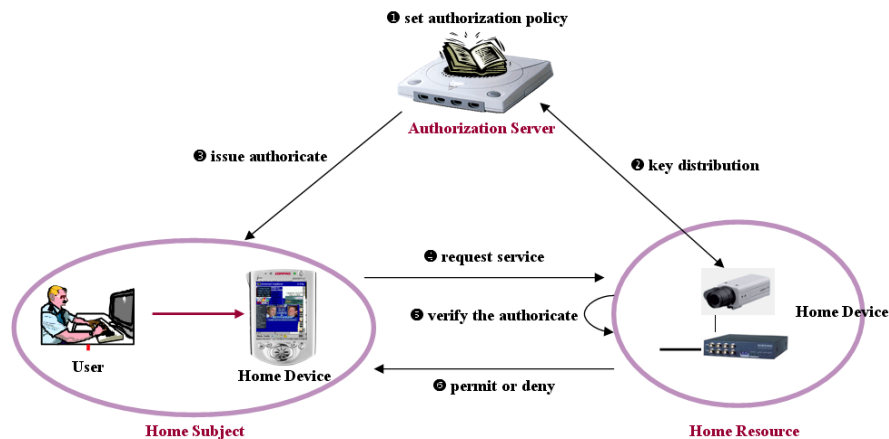 ❶ set authorization policy
Authorization Server
❸ issue authoricate
❷ key distribution
❹ request service
❺ verify the authoricate
Home Device
User
Home Device
❻ permit or deny
Home Subject
Home Resource